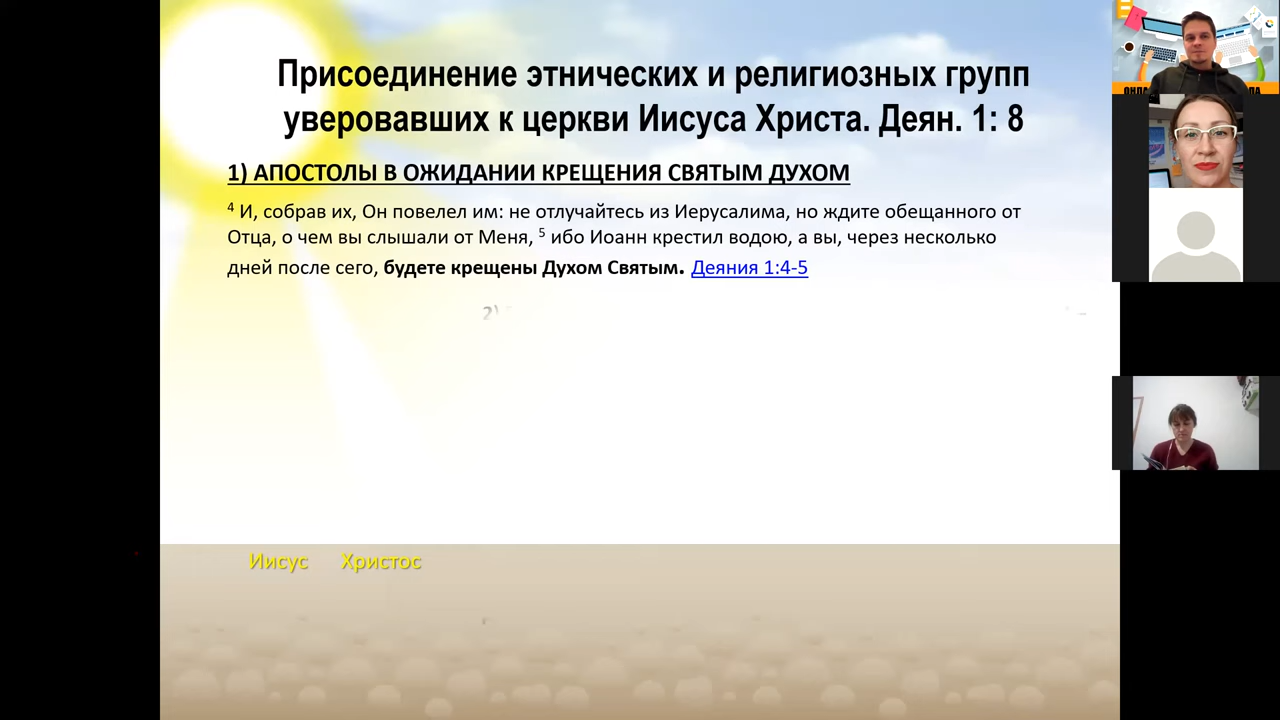 Присоединение этнических и религиозных групп
уверовавших к церкви Иисуса Христа. Деян. 1: 8
1) АПОСТОЛЫ В ОЖИДАНИИ КРЕЩЕНИЯ СВЯТЫМ ДУХОМ
4 И, собрав их, Он повелел им: не отлучайтесь из Иерусалима, но ждите обещанного от
Отца, о чем вы слышали от Меня, 5 ибо Иоанн крестил водою, а вы, через несколько
дней после сего, будете крещены Духом Святым. Деяния 1:4-5
2)
Иисус Христос